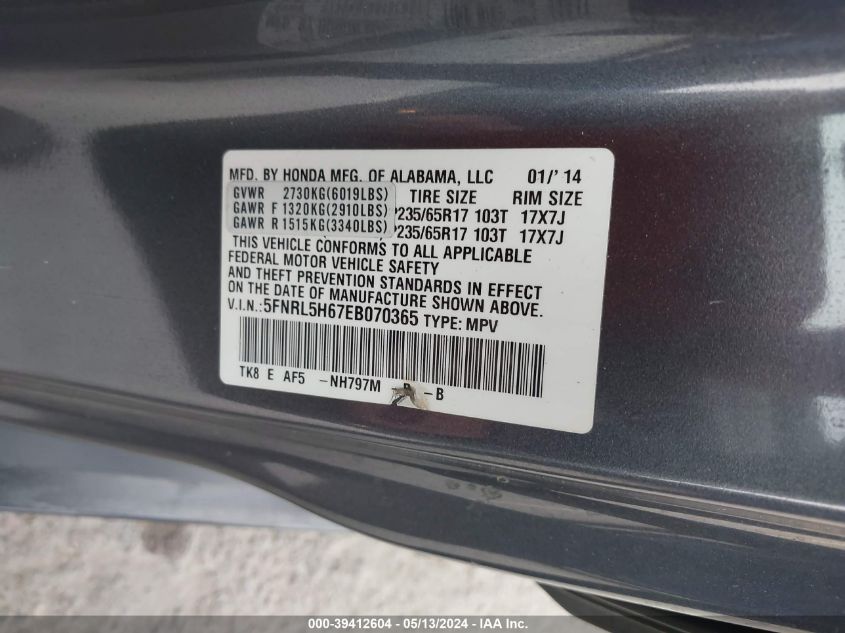 MFD. BY HONDA MFG. OF ALABAMA, LLC 01/'14
GVWR 2730KG(6019LBS) TIRE SIZE RIM SIZE
GAWR F 1320KG(2910LBS) P235/65R17 103T 17X7J
GAWR R 1515KG(3340LBS) P235/65R17 103T 17X7J
THIS VEHICLE CONFORMS TO ALL APPLICABLE
FEDERAL MOTOR VEHICLE SAFETY
AND THEFT PREVENTION STANDARDS IN EFFECT
ON THE DATE OF MANUFACTURE SHOWN ABOVE.
V.I.N.:5FNRL5H67EB070365 TYPE: MPV
TK8 E AF5 -NH797M -B
000-39412604 - 05/13/2024 - IAA Inc.